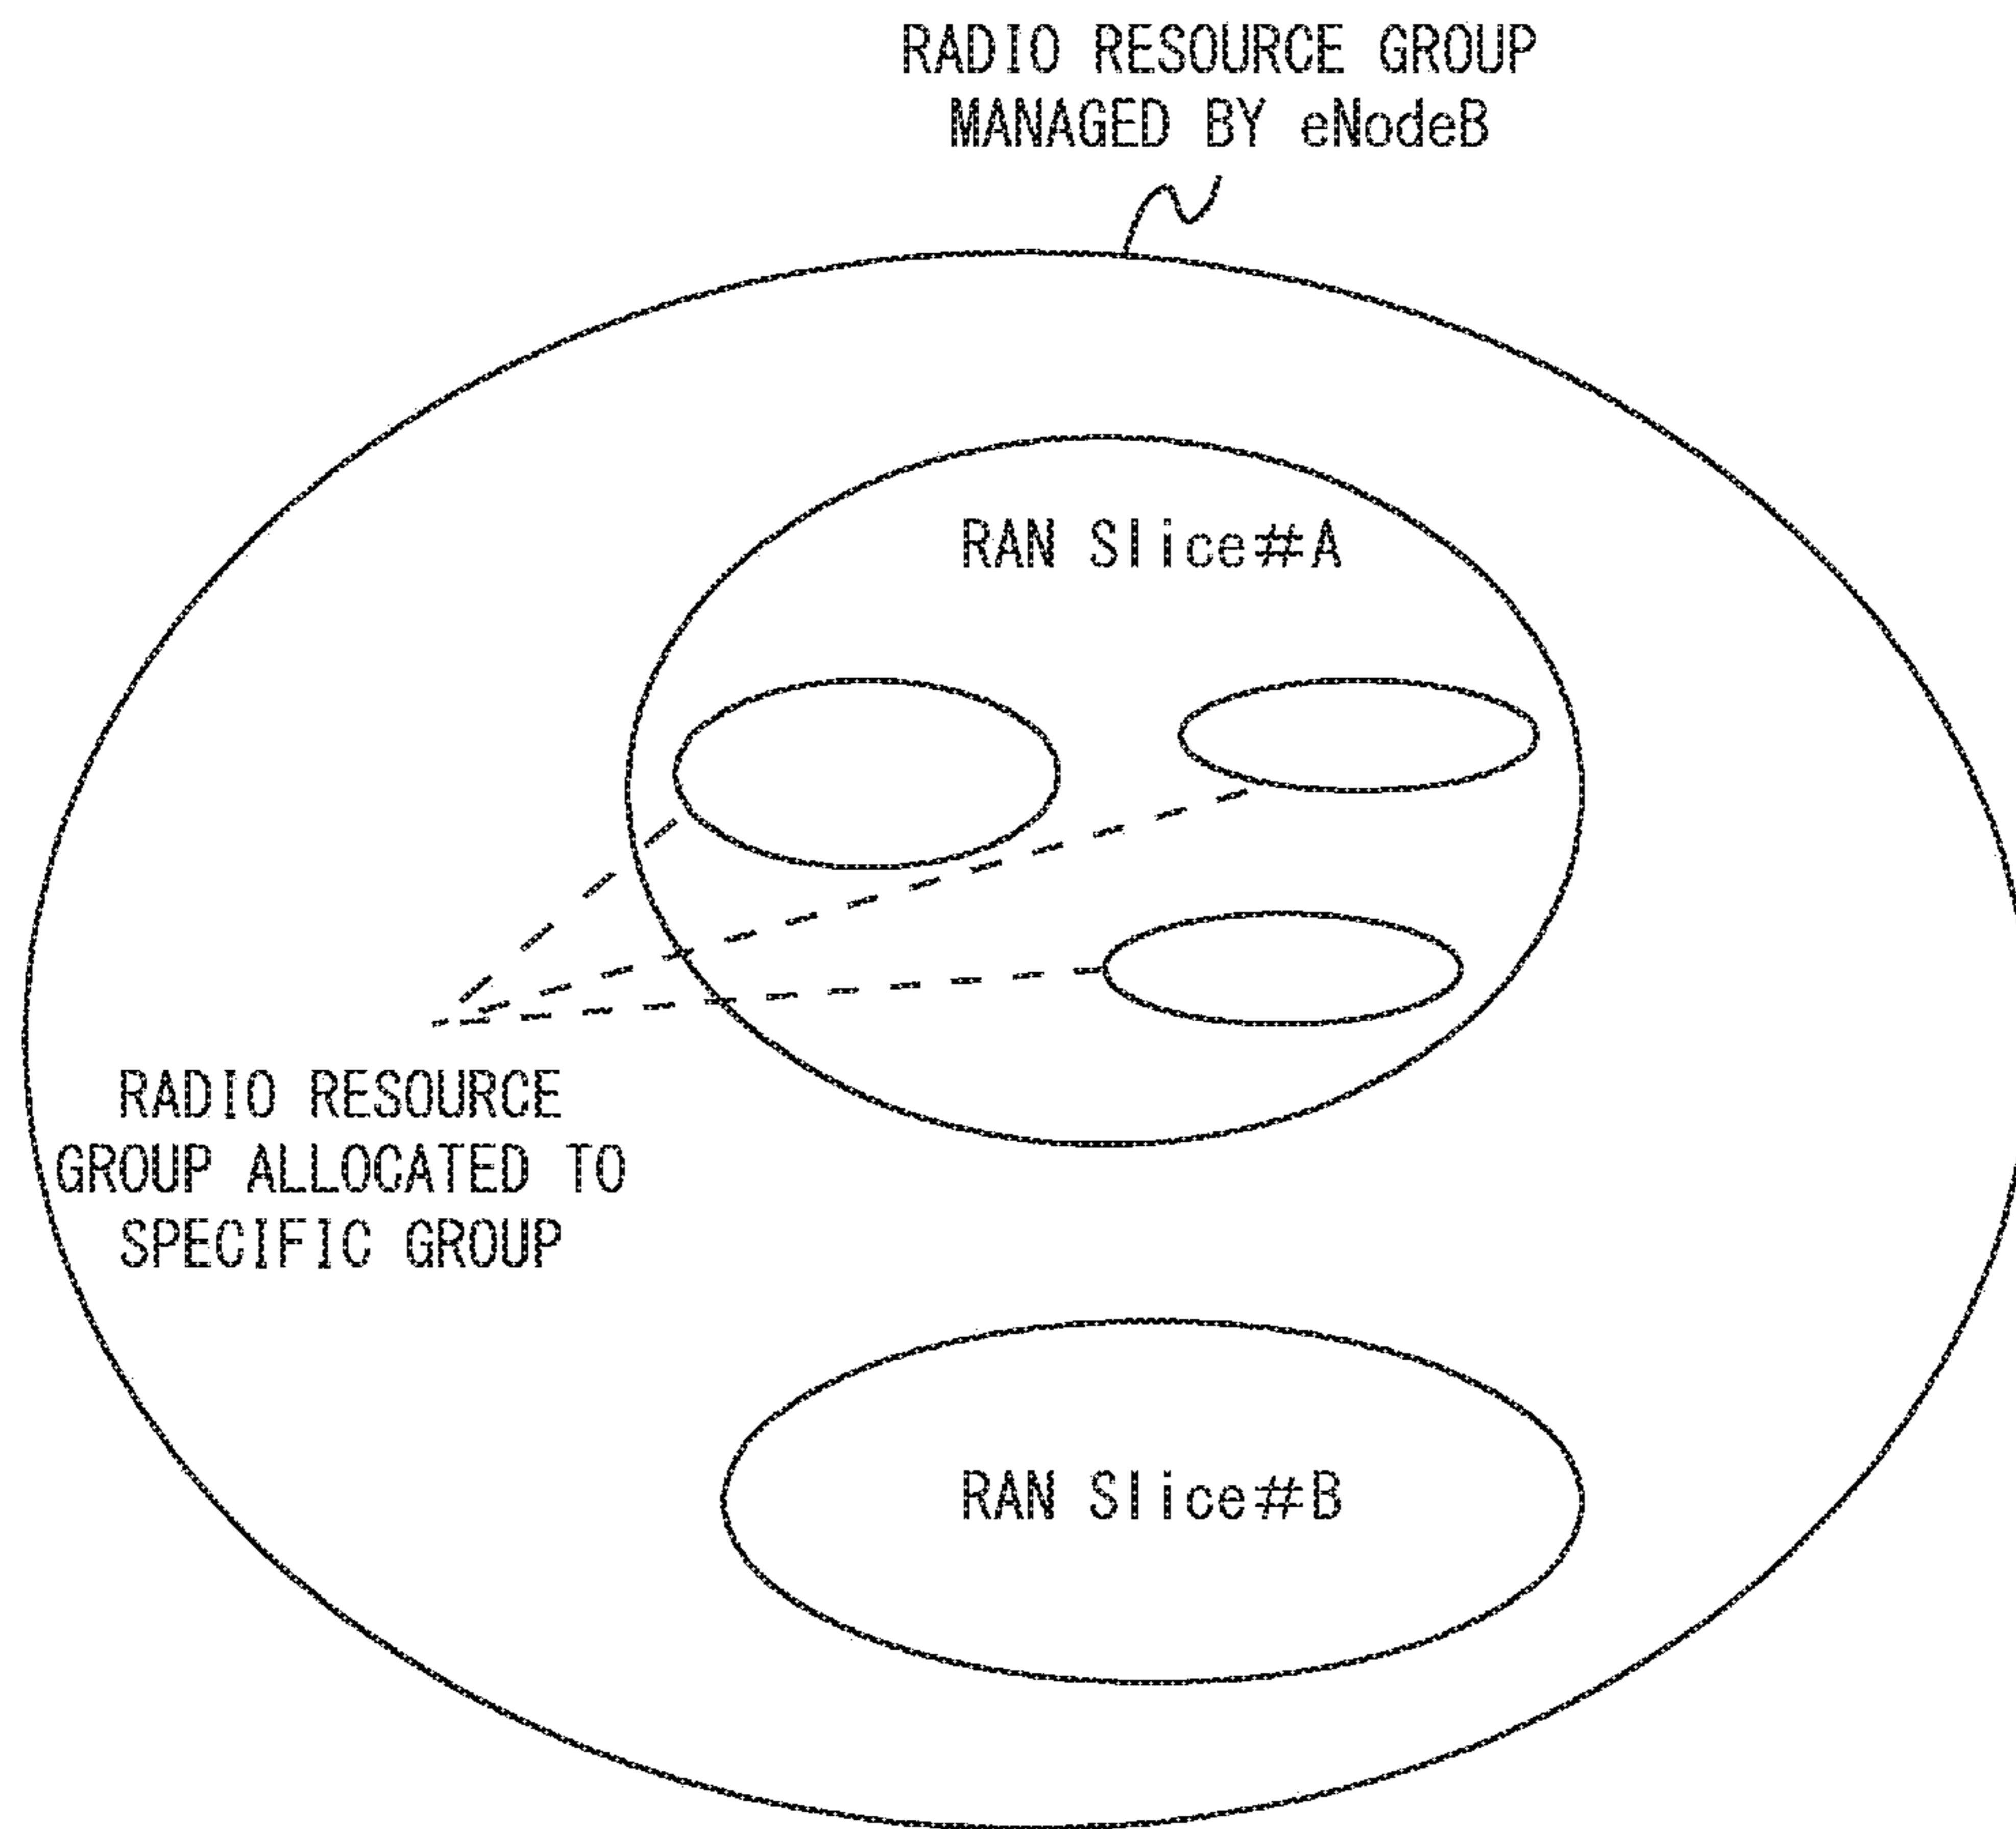 RADIO RESOURCE GROUP
MANAGED BY eNodeB
RAN Slice#A
RADIO RESOURCE
GROUP ALLOCATED TO
SPECIFIC GROUP
RAN Slice#B